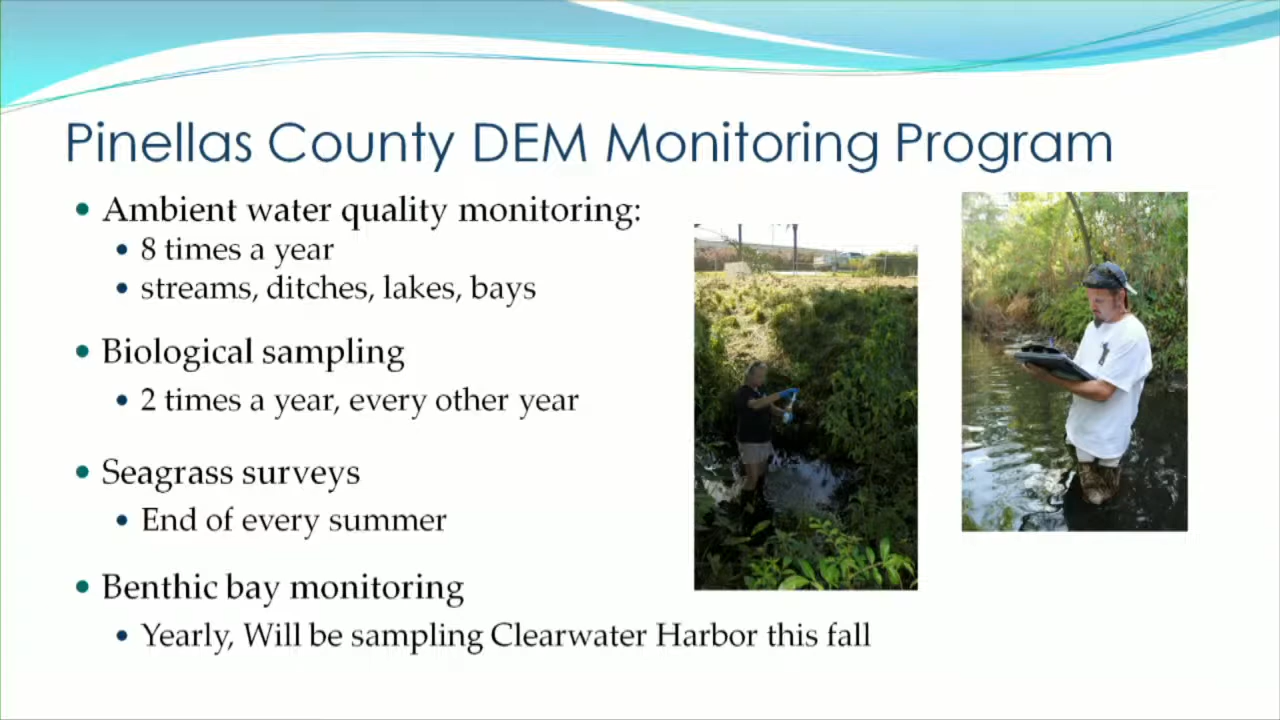 Pinellas County DEM Monitoring Program
• Ambient water quality monitoring:
• 8 times a year
• streams, ditches, lakes, bays
• Biological sampling
• 2 times a year, every other year
• Seagrass surveys
• End of every summer
• Benthic bay monitoring
• Yearly, Will be sampling Clearwater Harbor this fall